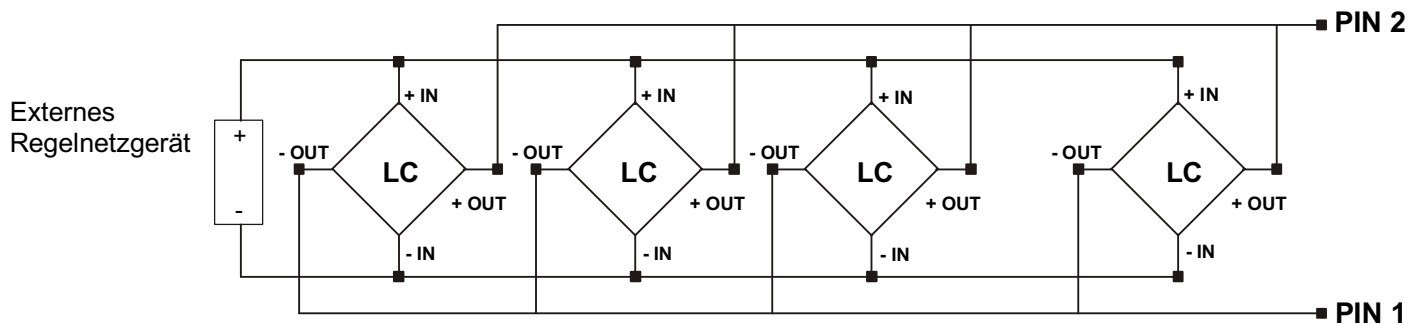 PIN 2
+ IN
+ IN
+ IN
+ IN
Externes
Regelnetzgerät
+
- OUT
LC
- OUT
LC
- OUT
LC
- OUT
LC
+ OUT
+ OUT
+ OUT
+ OUT
-
- IN
- IN
- IN
- IN
PIN 1